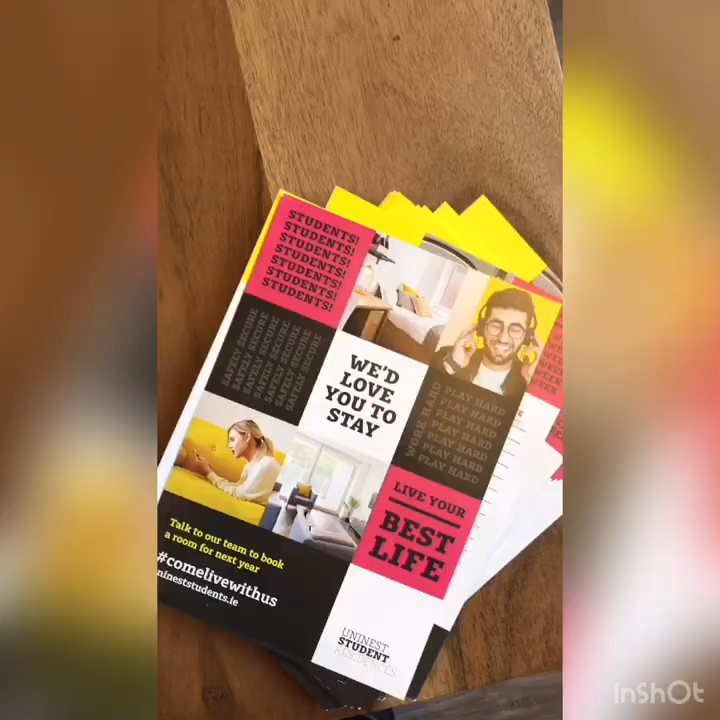 STUDENTS!
STUDENTS!
STUDENTS!
STUDENTS!
STUDENTS!
STUDENTS!
SAFELY SECURE
SAFELY SECURE
SAFELY SECURE
SAFELY SECURE
SAFELY SECURE
SAFELY SECURE
WE'D
LOVE
YOU TO
STAY
WORK HARD
PLAY HARD
PLAY HARD
PLAY HARD
PLAY HARD
PLAY HARD
PLAY HARD
LIVE YOUR
BEST
LIFE
Talk to our team to book
a room for next year
#comelivewithus
nineststudents.ie
UNINEST
STUDENT
RESIDENCES
WEEK
InShOt